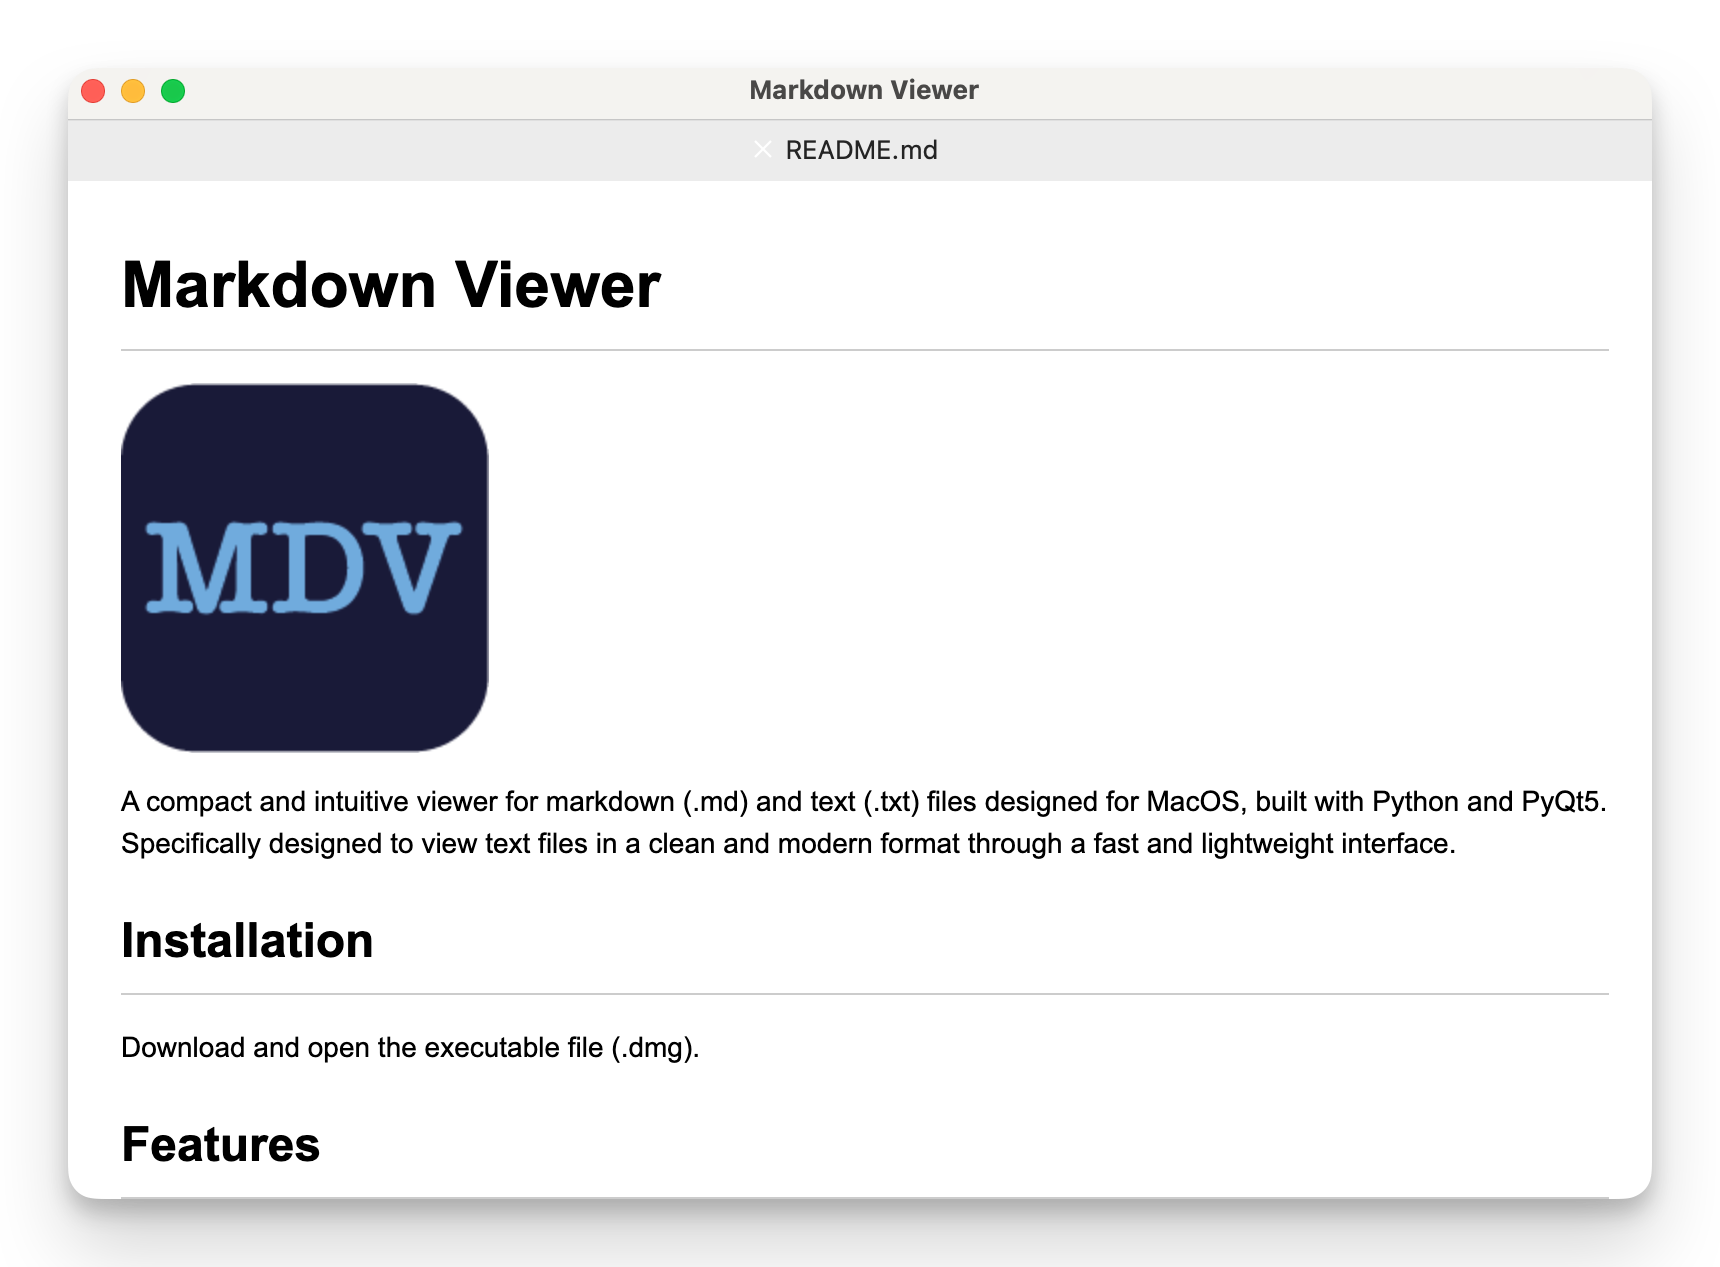 Markdown Viewer
README.md
Markdown Viewer
MDV
A compact and intuitive viewer for markdown (.md) and text (.txt) files designed for MacOS, built with Python and PyQt5.
Specifically designed to view text files in a clean and modern format through a fast and lightweight interface.
Installation
Download and open the executable file (.dmg).
Features